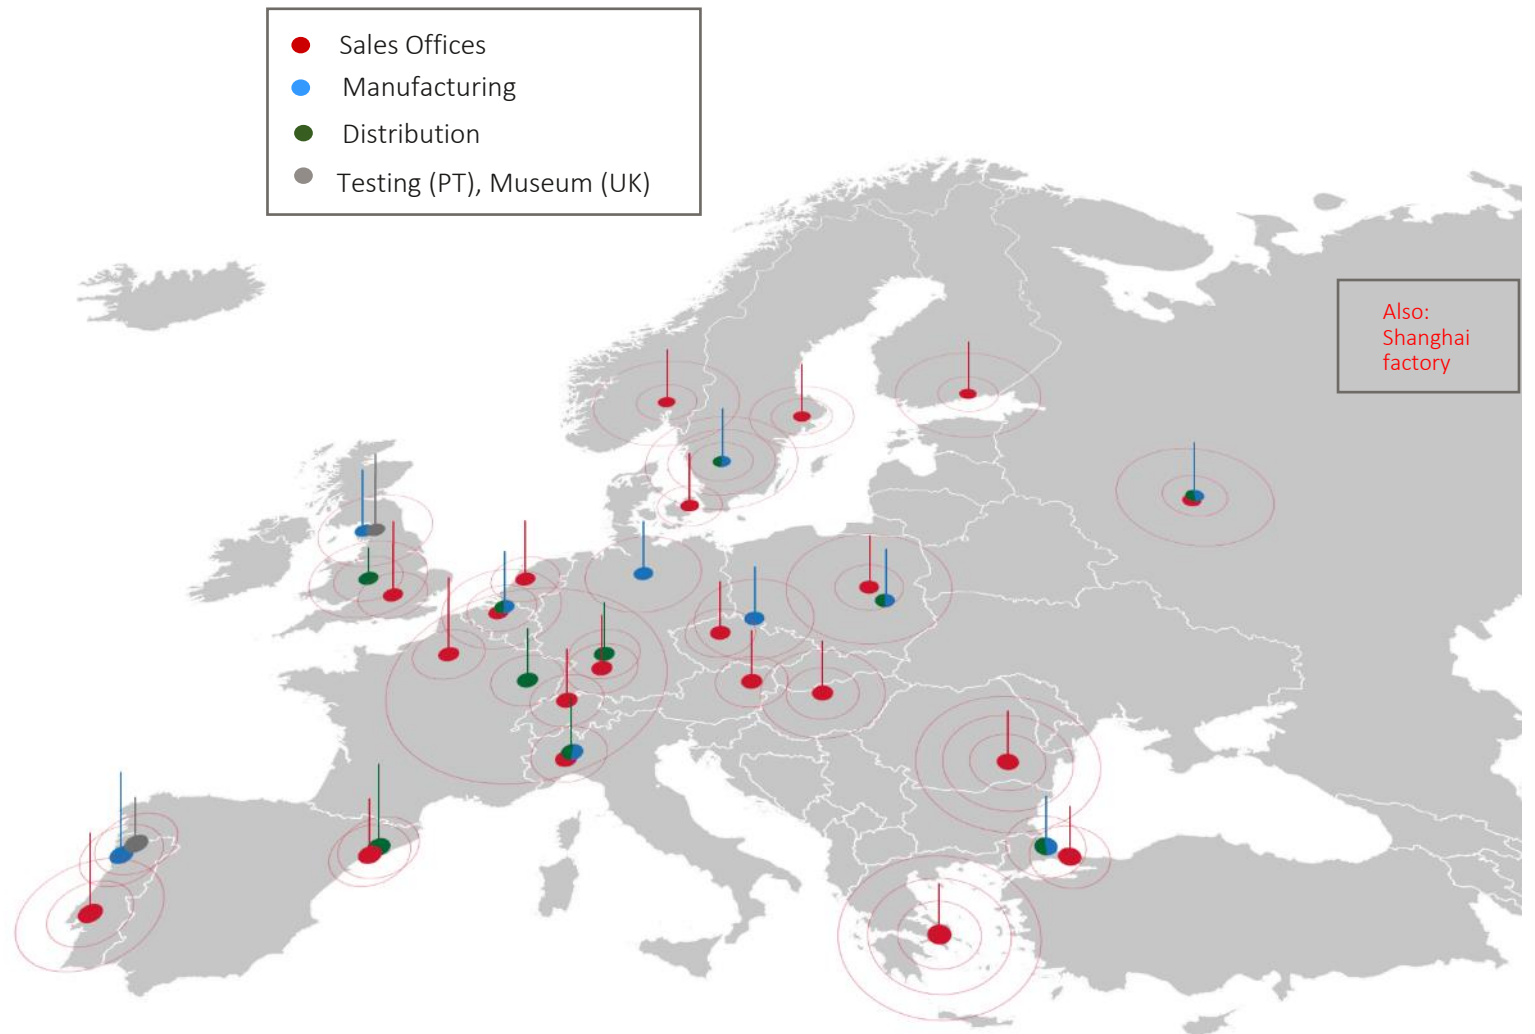 Sales Offices
Manufacturing
Distribution
Testing (PT), Museum (UK)
Also:
Shanghai
factory